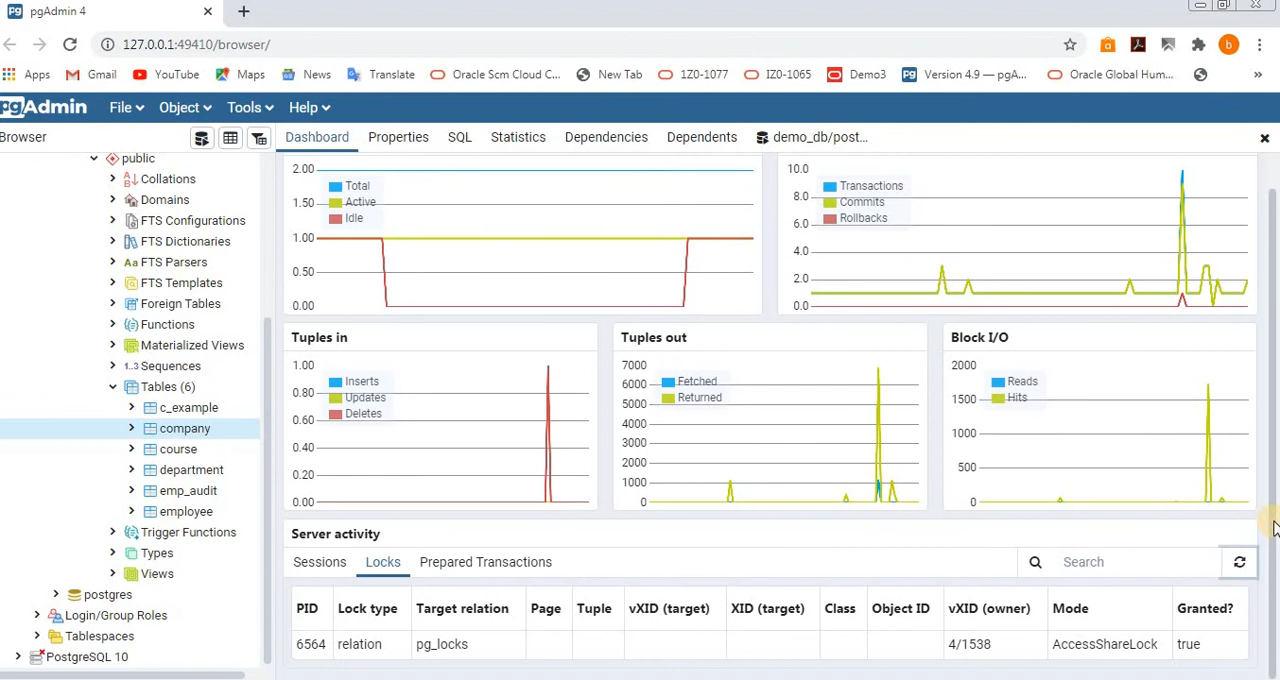 pgAdmin 4
127.0.0.1:49410/browser/
Apps Gmail YouTube Maps News Translate Oracle Scm Cloud C... New Tab 1Z0-1077 IZ0-1065 Demo3 Version 4.9 — pgA... Oracle Global Hum... »
pgAdmin File Object Tools Help
Browser Dashboard Properties SQL Statistics Dependencies Dependents demo_db/post...
public
Collations
Domains
FTS Configurations
FTS Dictionaries
FTS Parsers
FTS Templates
Foreign Tables
Functions
Materialized Views
1..3 Sequences
Tables (6)
c_example
company
course
department
emp_audit
employee
Trigger Functions
Types
Views
postgres
Login/Group Roles
Tablespaces
PostgreSQL 10
2.00
1.50
1.00
0.50
0.00
Total
Active
Idle
10.0
8.0
6.0
4.0
2.0
0.0
Transactions
Commits
Rollbacks
Tuples in
1.00
0.80
0.60
0.40
0.20
0.00
Inserts
Updates
Deletes
Tuples out
7000
6000
5000
4000
3000
2000
1000
0
Fetched
Returned
Block I/O
2000
1500
1000
500
0
Reads
Hits
Server activity
Sessions Locks Prepared Transactions Search
PID Lock type Target relation Page Tuple vXID (target) XID (target) Class Object ID vXID (owner) Mode Granted?
6564 relation pg_locks 4/1538 AccessShareLock true